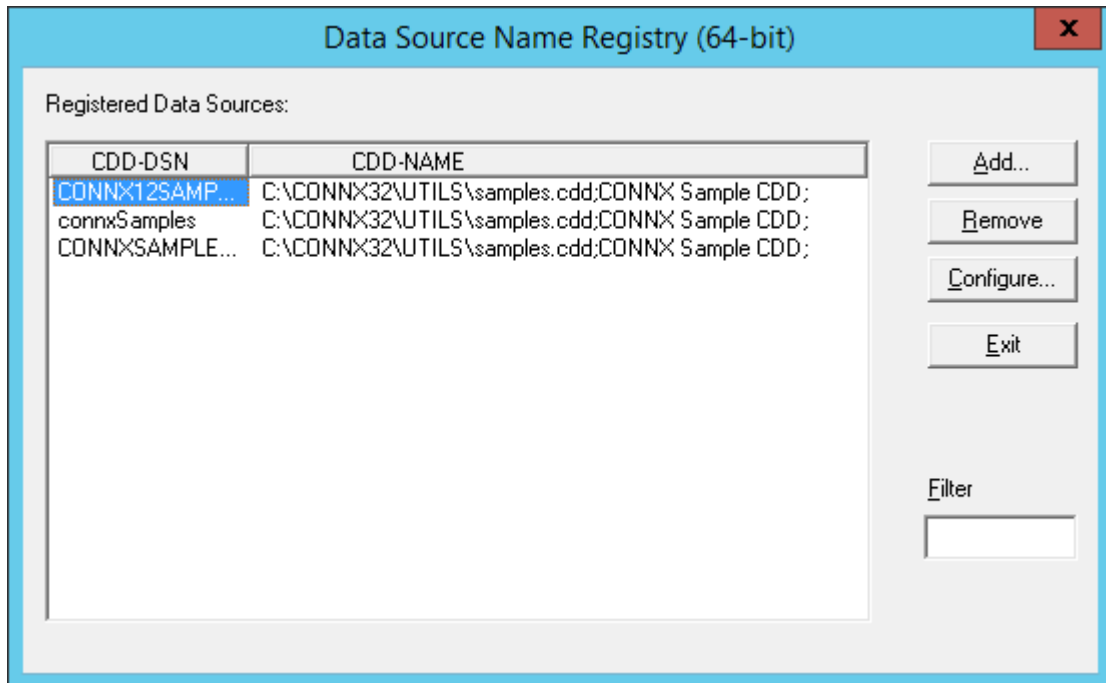 Data Source Name Registry (64-bit)
x
Registered Data Sources:
CDD-DSN CDD-NAME
CONNX12SAMP... C:\CONNX32\UTILS\samples.cdd;CONNX Sample CDD;
connxSamples C:\CONNX32\UTILS\samples.cdd;CONNX Sample CDD;
CONNXSAMPLE... C:\CONNX32\UTILS\samples.cdd;CONNX Sample CDD;
Add...
Remove
Configure...
Exit
Filter